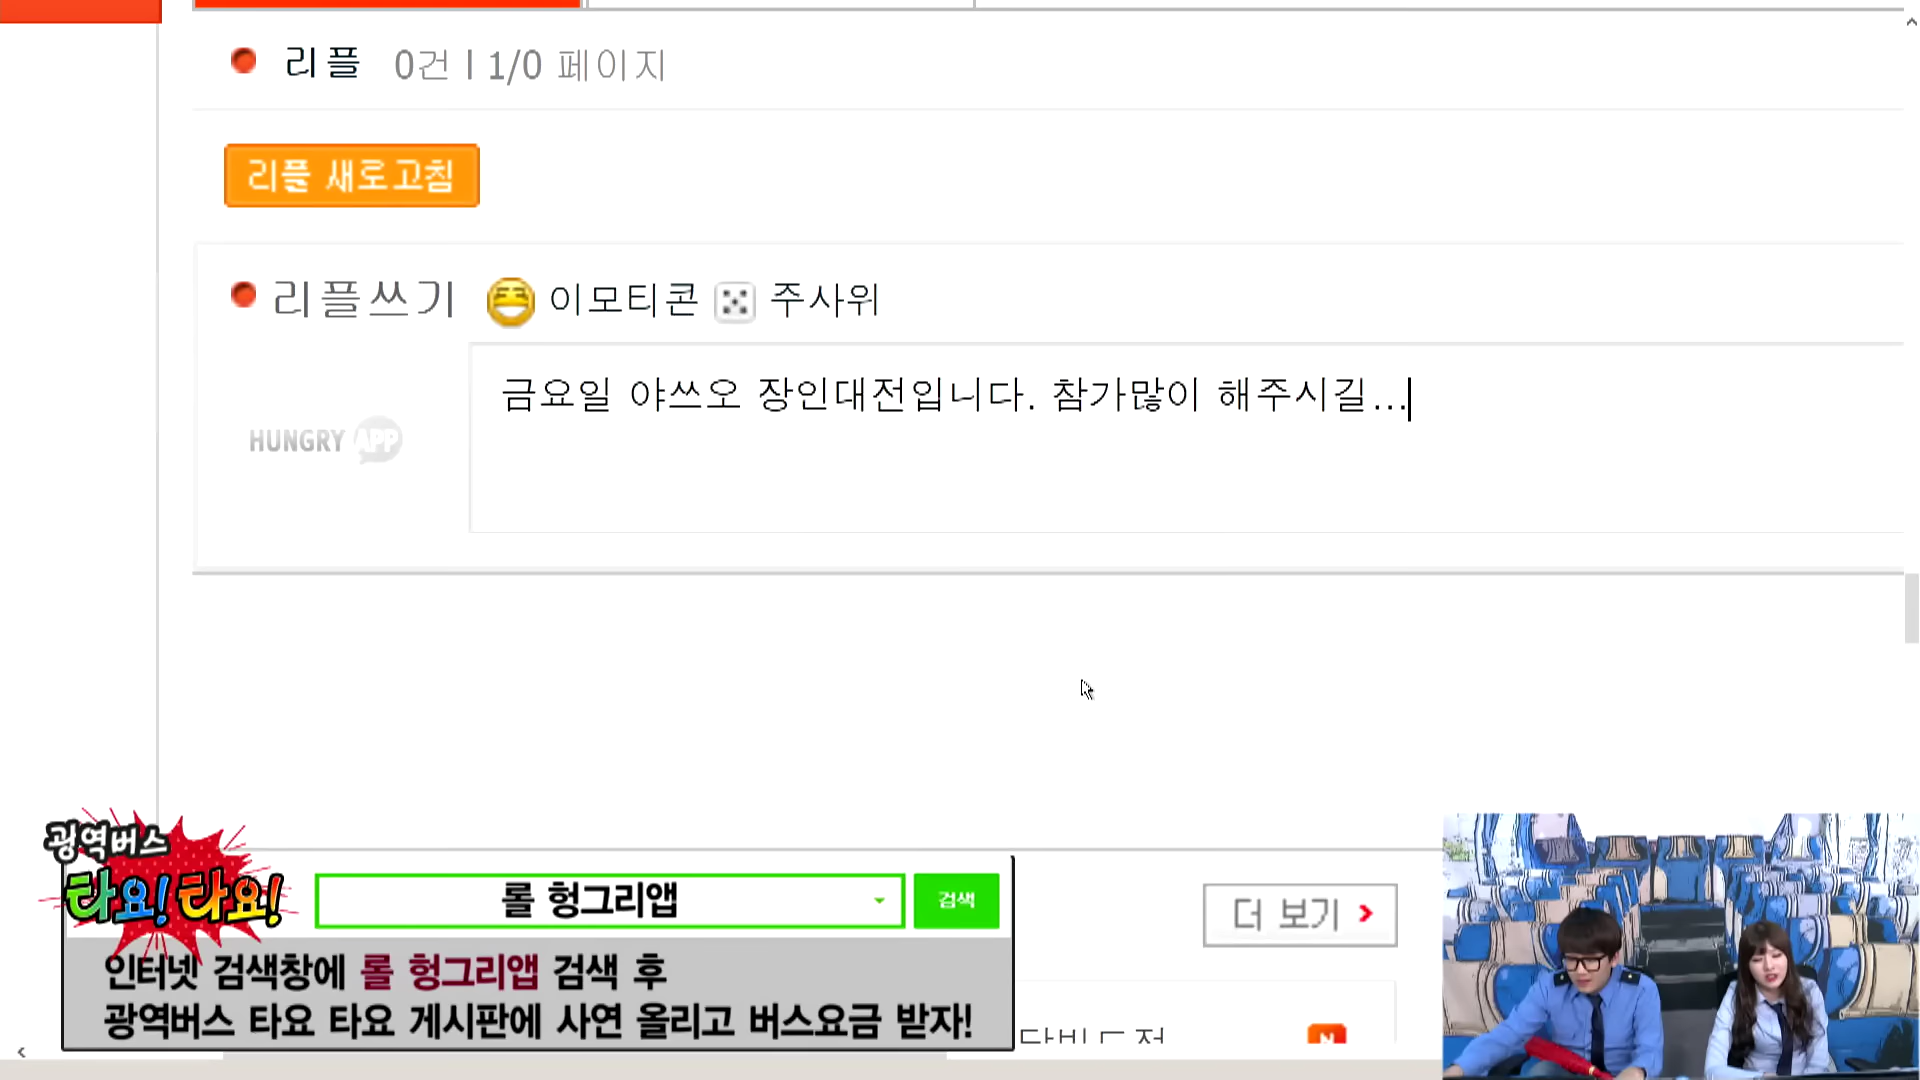 리플 0건 | 1/0 페이지
리플 새로고침
리플쓰기 이모티콘 주사위
금요일 야쓰오 장인대전입니다. 참가많이 해주시길...
HUNGRY APP
광역버스
타요! 타요!
롤 헝그리앱 검색
더 보기
인터넷 검색창에 롤 헝그리앱 검색 후
광역버스 타요 타요 게시판에 사연 올리고 버스요금 받자!
N